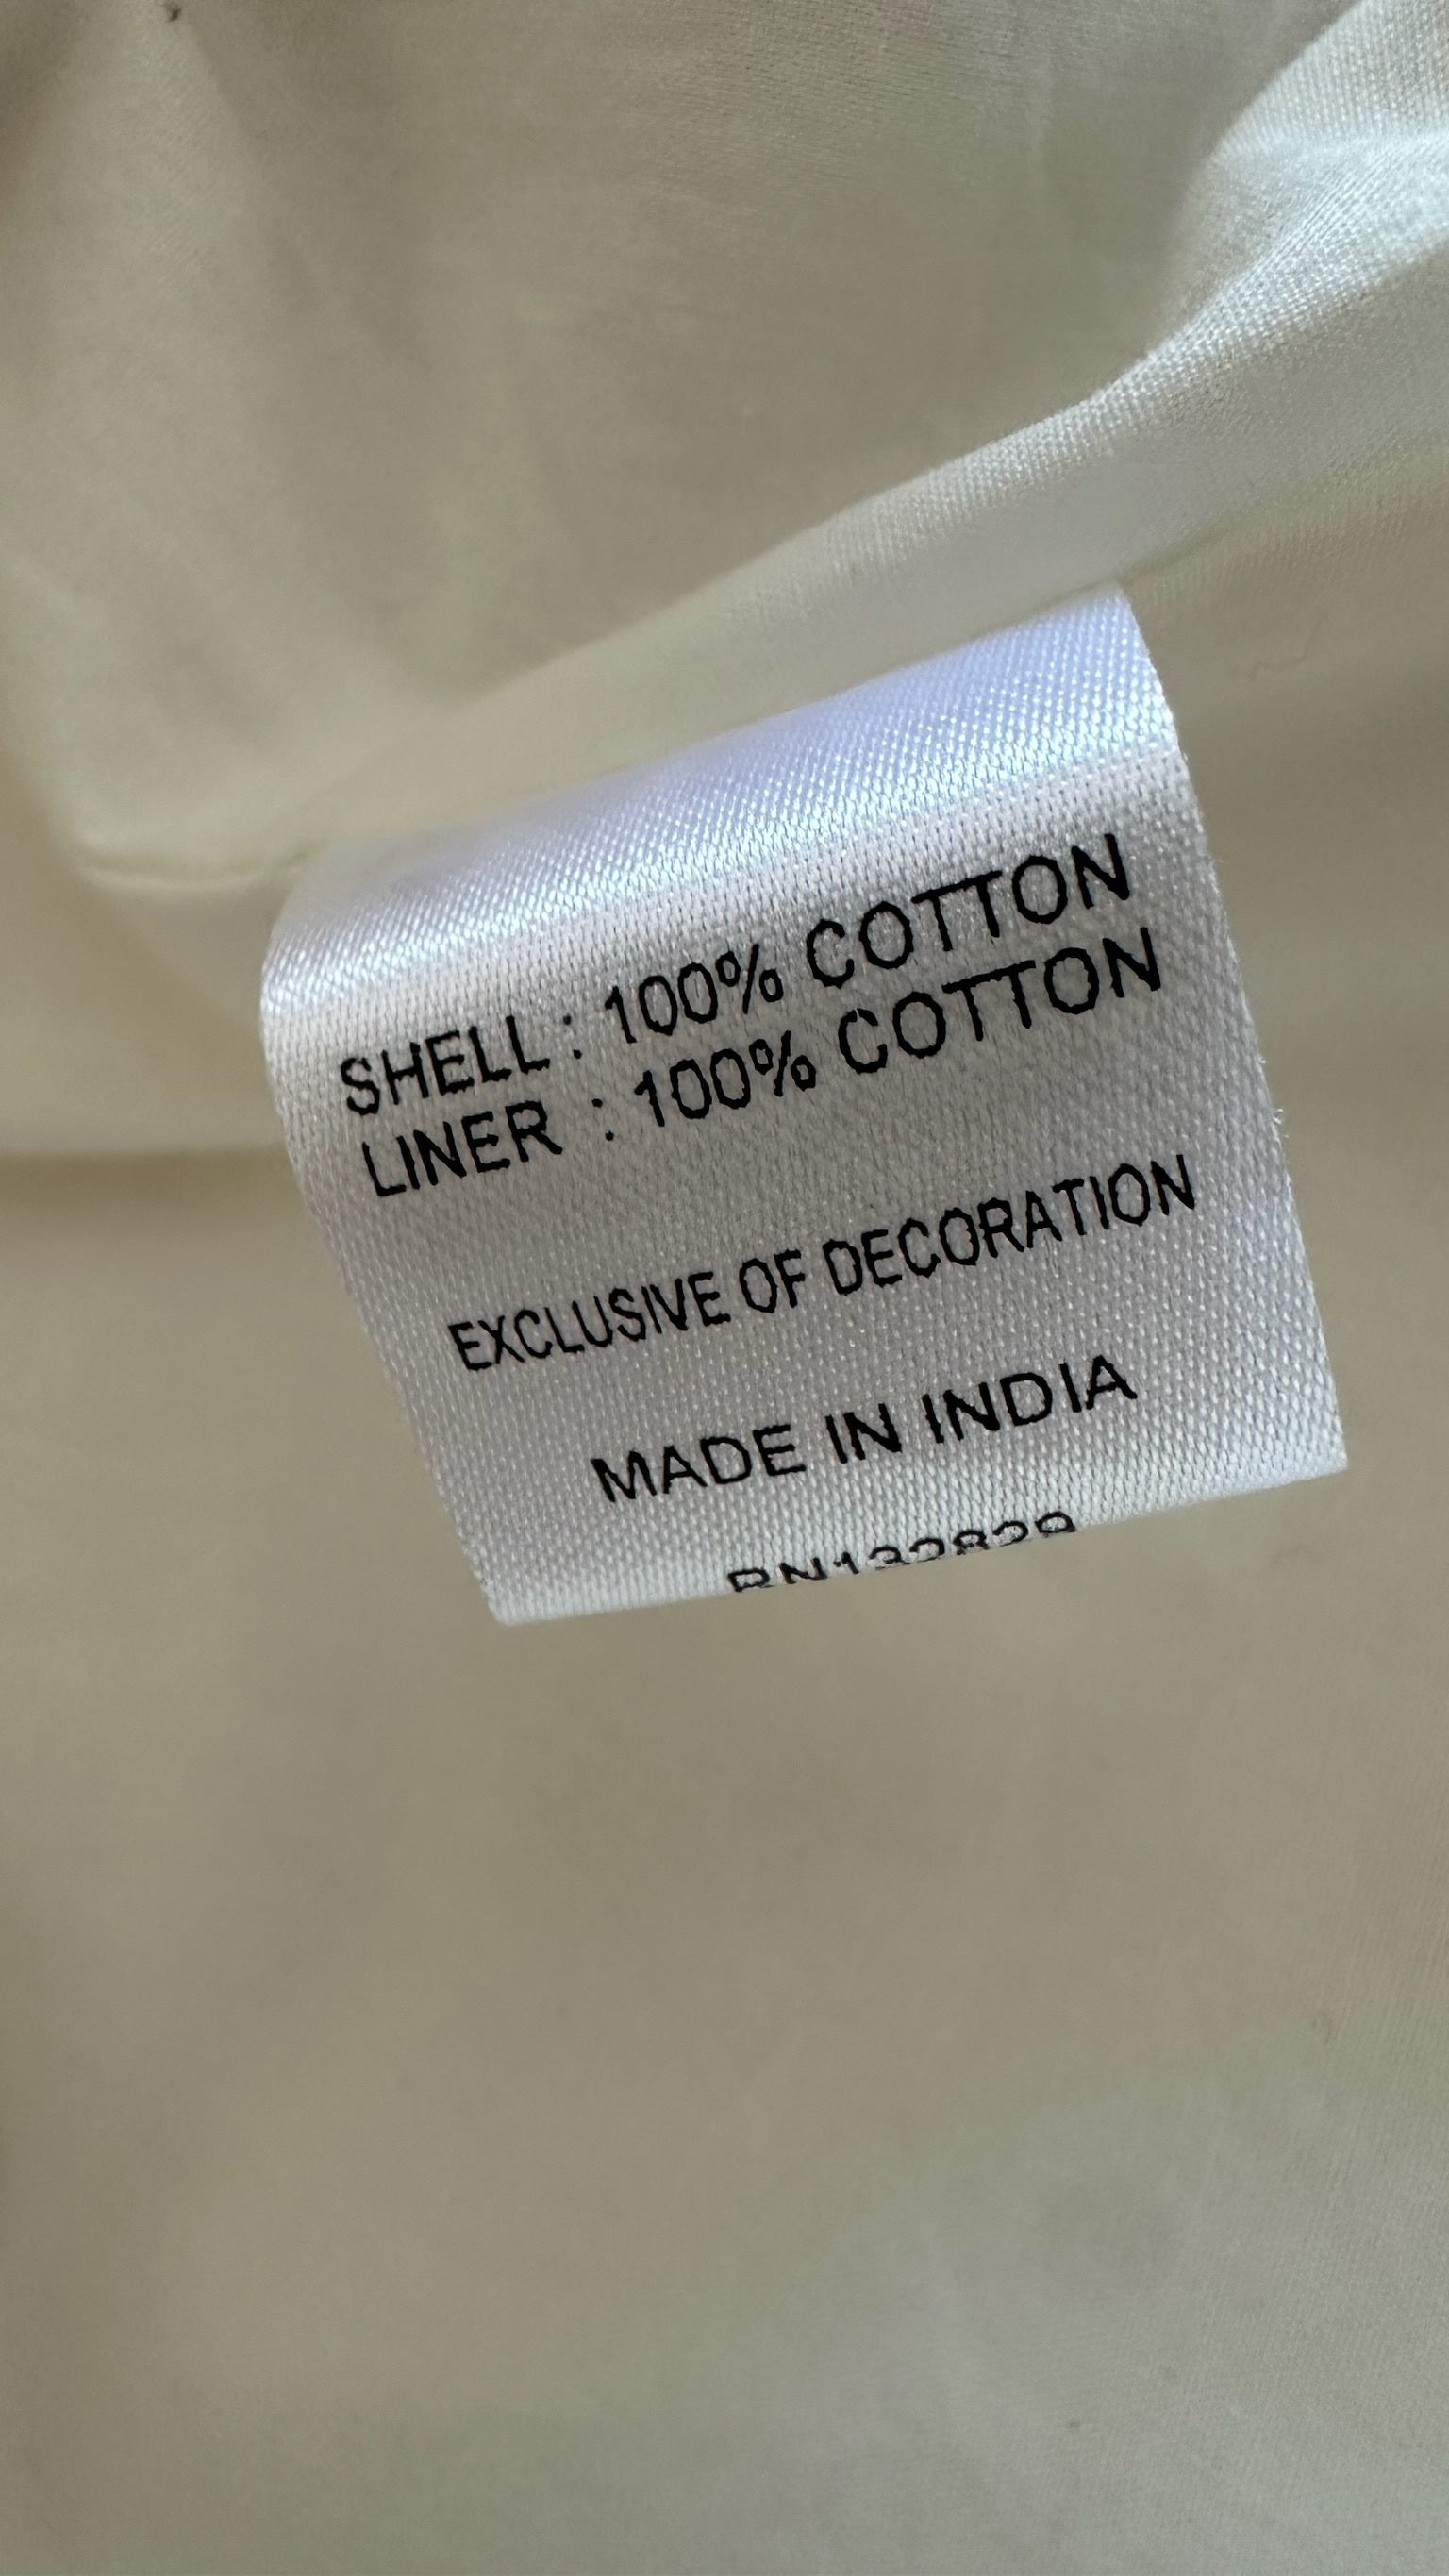 SHELL : 100% COTTON
LINER : 100% COTTON
EXCLUSIVE OF DECORATION
MADE IN INDIA